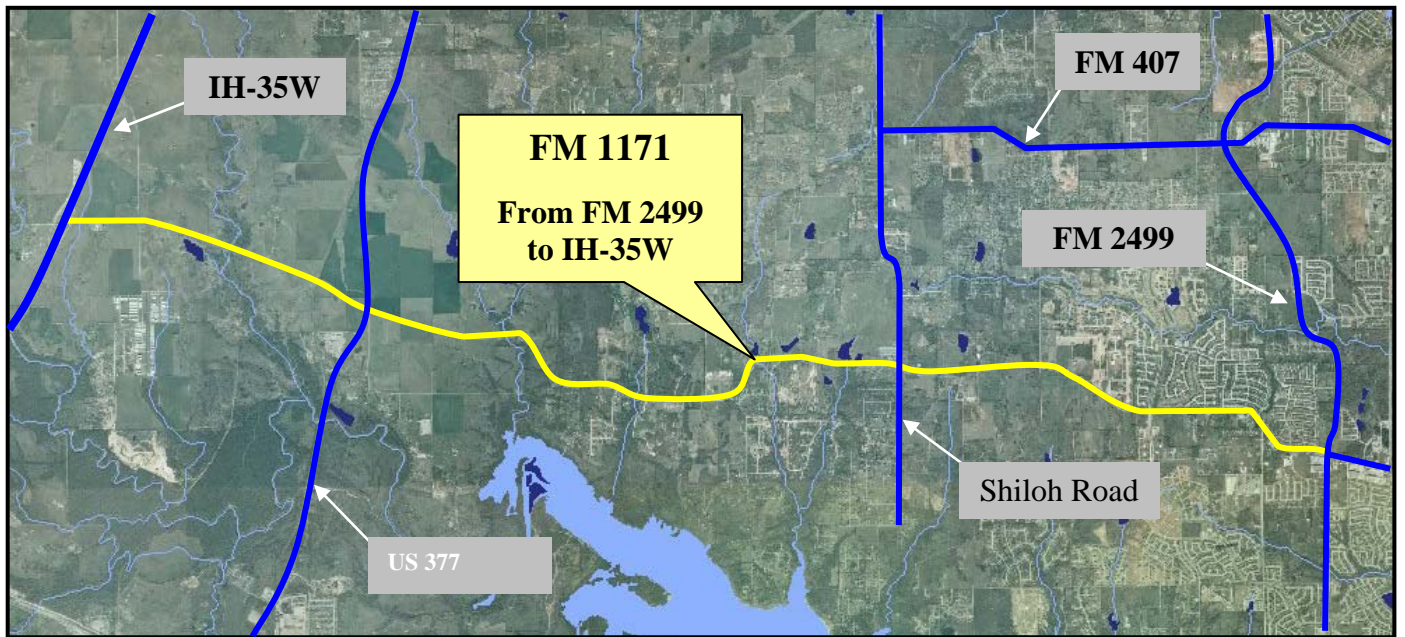 IH-35W
FM 407
FM 1171
From FM 2499
to IH-35W
FM 2499
Shiloh Road
US 377